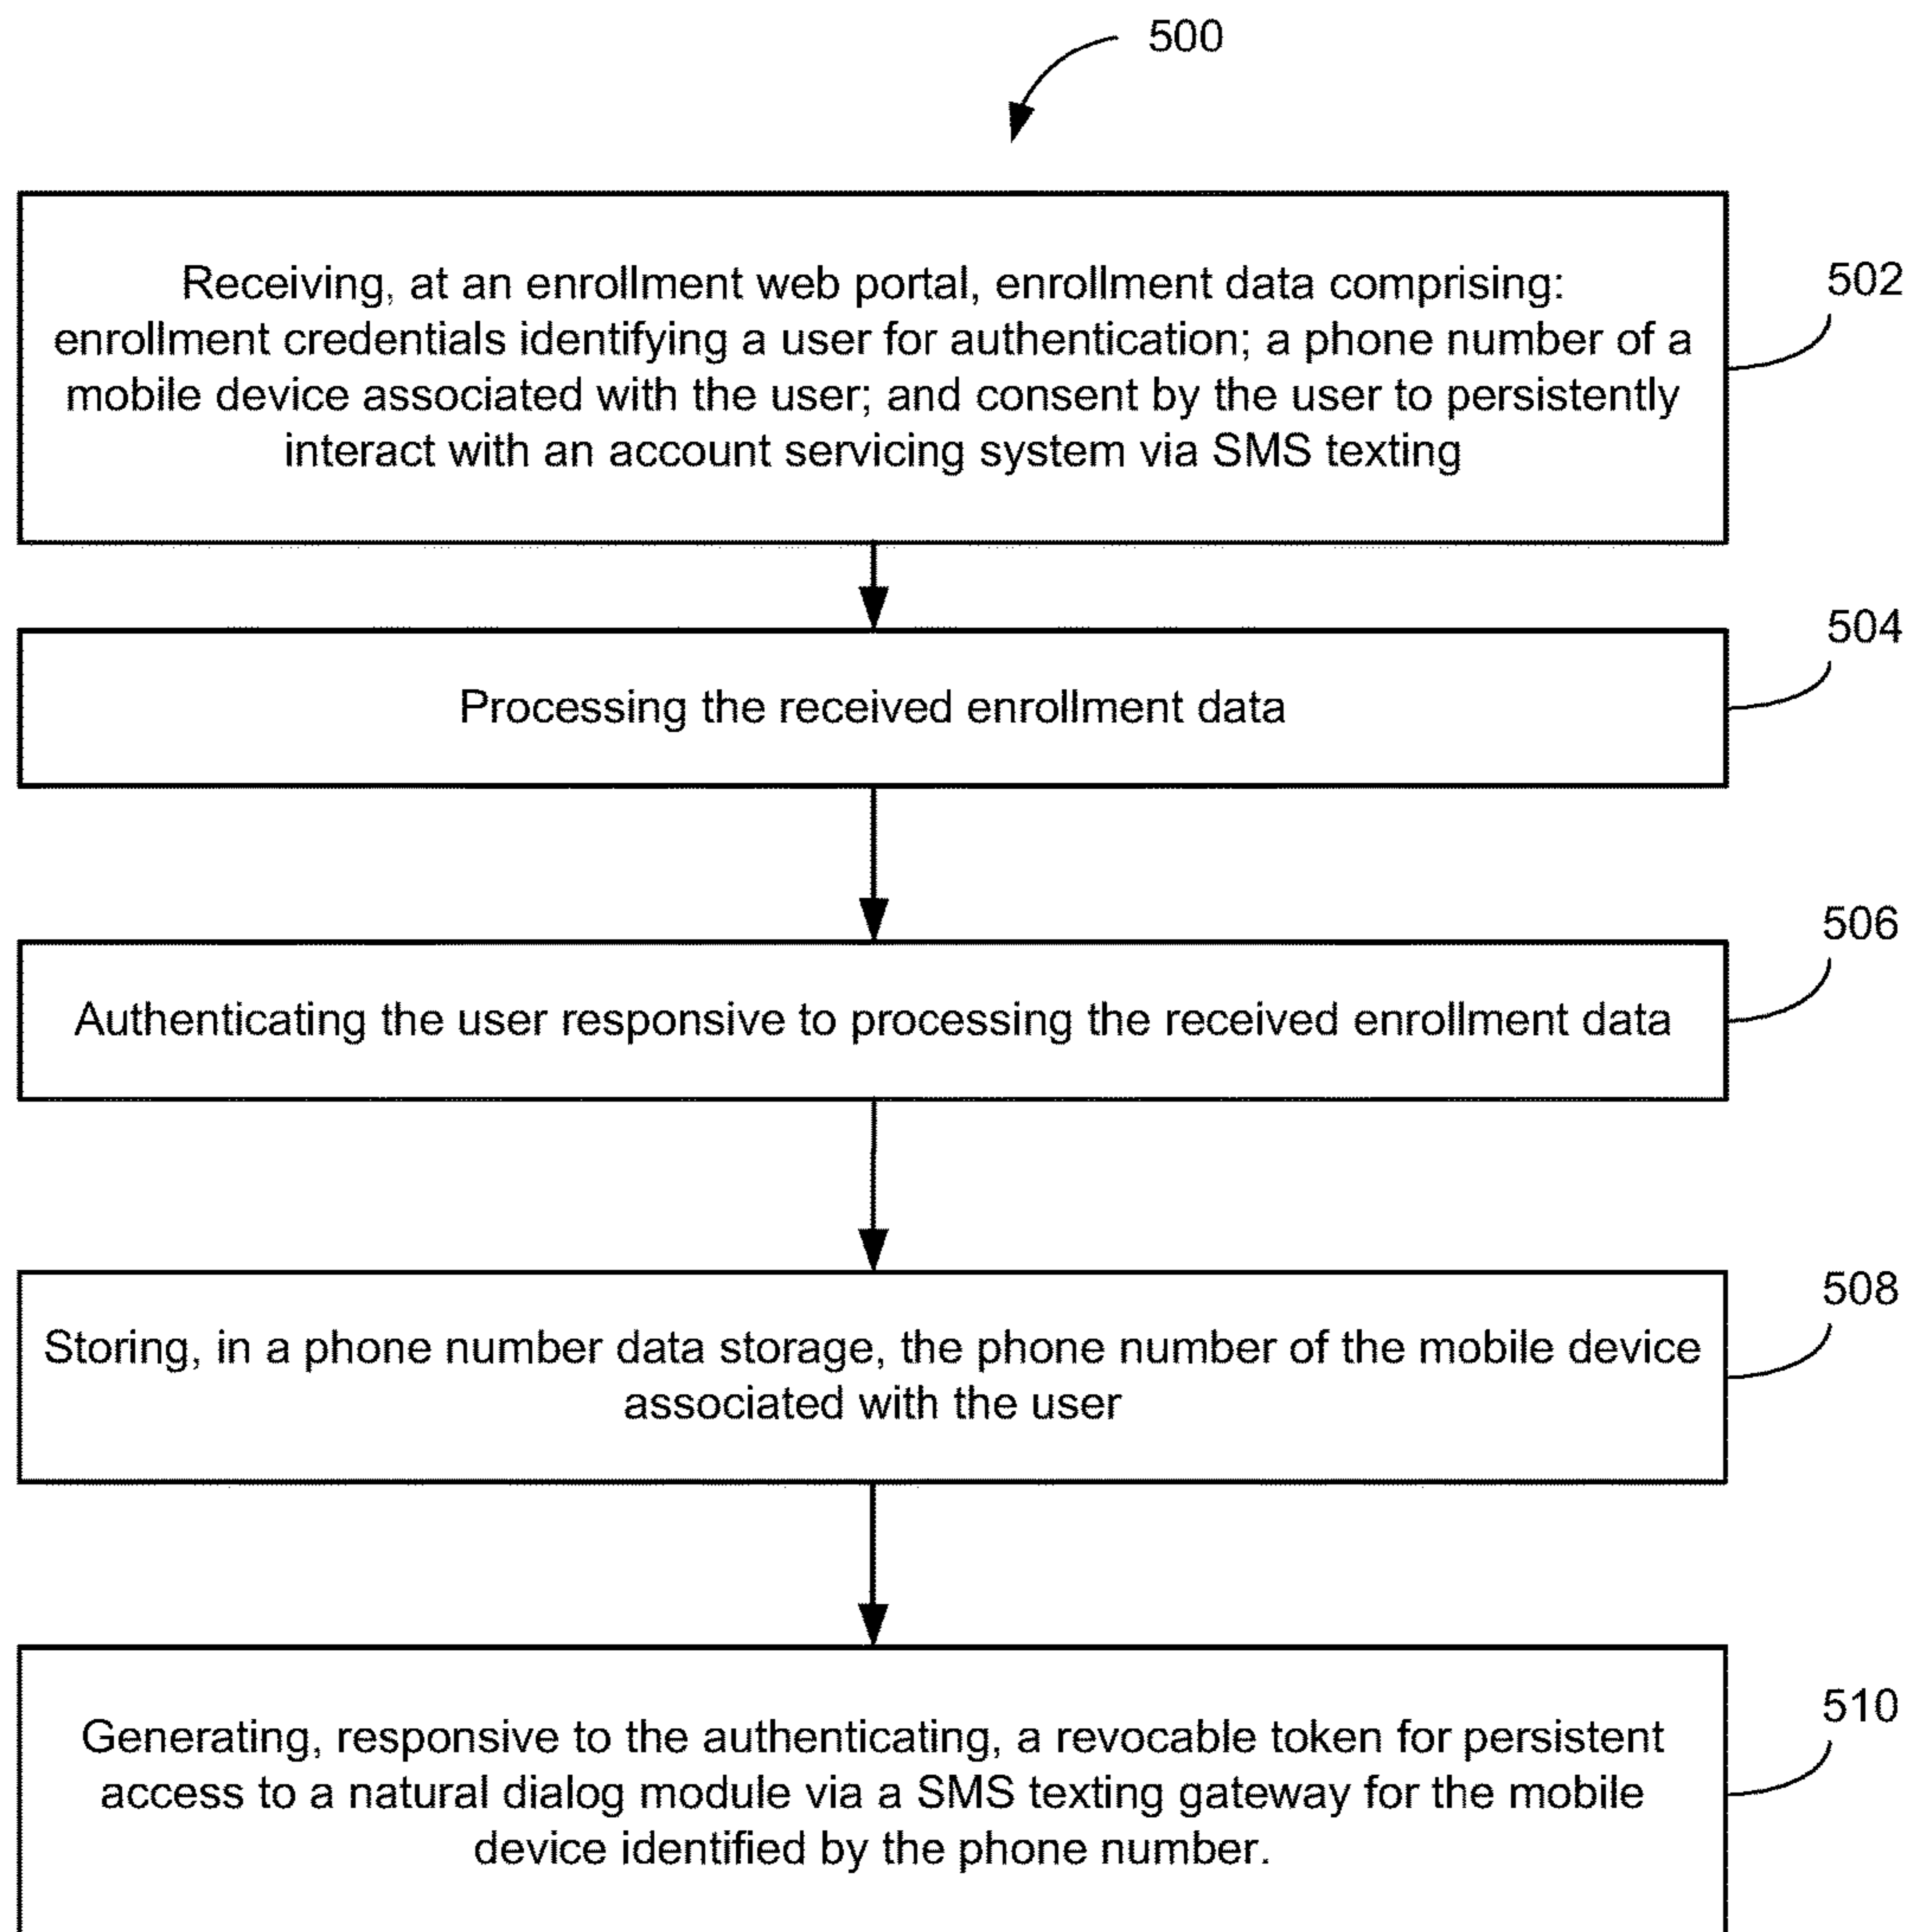 500
Receiving, at an enrollment web portal, enrollment data comprising:
enrollment credentials identifying a user for authentication; a phone number of a
mobile device associated with the user; and consent by the user to persistently
interact with an account servicing system via SMS texting
502
Processing the received enrollment data
504
Authenticating the user responsive to processing the received enrollment data
506
Storing, in a phone number data storage, the phone number of the mobile device
associated with the user
508
Generating, responsive to the authenticating, a revocable token for persistent
access to a natural dialog module via a SMS texting gateway for the mobile
device identified by the phone number.
510